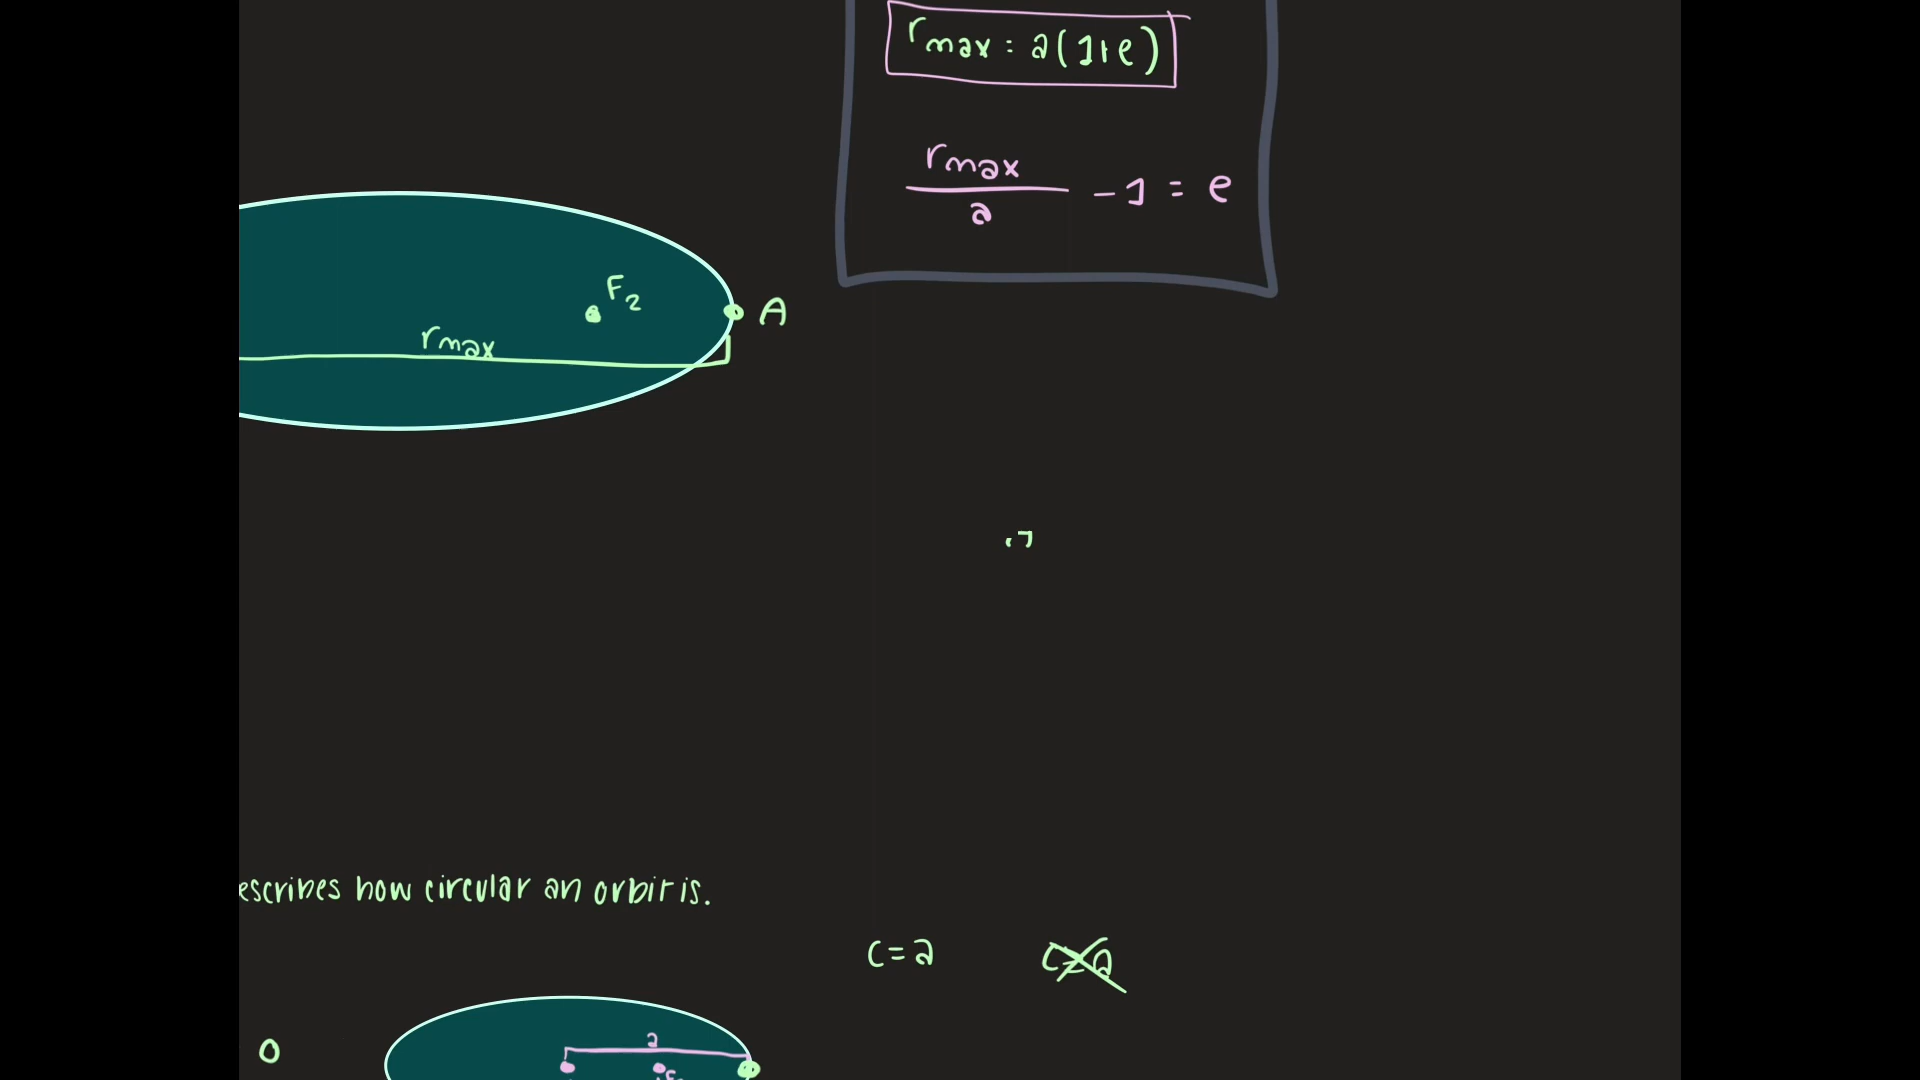 rmax = a(1+e)
rmax
a
-1 = e
F2
A
rmax
escribes how circular an orbit is.
c=a
0
a